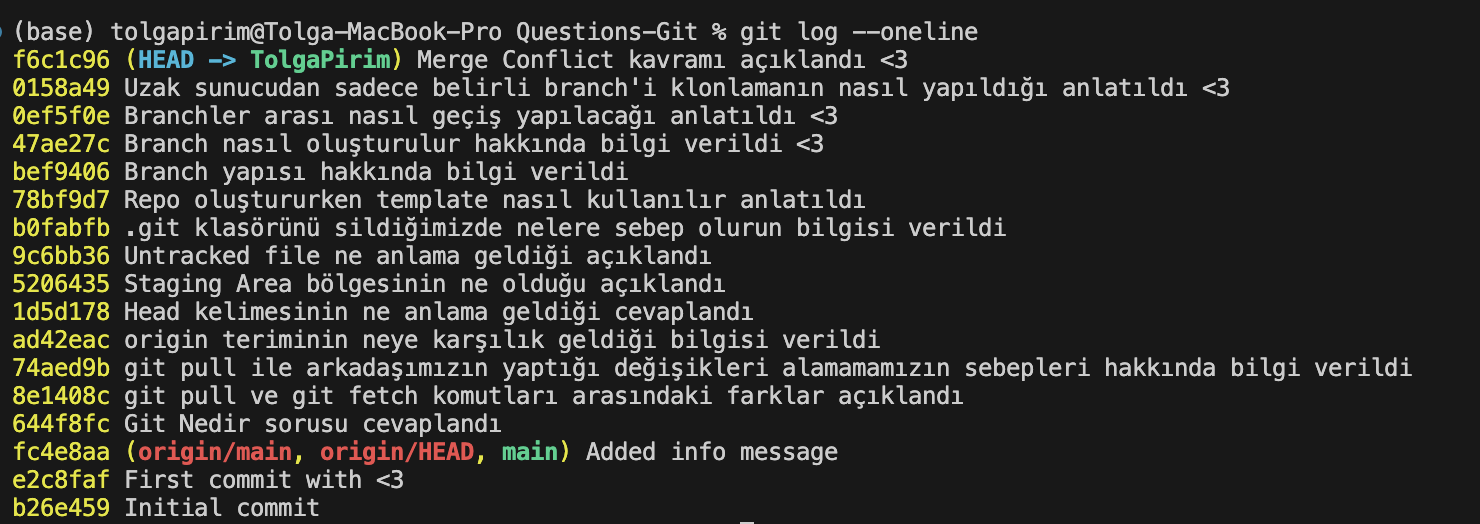 (base) tolgapirim@Tolga-MacBook-Pro Questions-Git % git log --oneline
f6c1c96 (HEAD -> TolgaPirim) Merge Conflict kavramı açıklandı <3
0158a49 Uzak sunucudan sadece belirli branch'i klonlamanın nasıl yapıldığı anlatıldı <3
0ef5f0e Branchler arası nasıl geçiş yapılacağı anlatıldı <3
47ae27c Branch nasıl oluşturulur hakkında bilgi verildi <3
bef9406 Branch yapısı hakkında bilgi verildi
78bf9d7 Repo oluştururken template nasıl kullanılır anlatıldı
b0fabfb .git klasörünü sildiğimizde nelere sebep olurun bilgisi verildi
9c6bb36 Untracked file ne anlama geldiği açıklandı
5206435 Staging Area bölgesinin ne olduğu açıklandı
1d5d178 Head kelimesinin ne anlama geldiği cevaplandı
ad42eac origin teriminin neye karşılık geldiği bilgisi verildi
74aed9b git pull ile arkadaşımızın yaptığı değişikleri alamamamızın sebepleri hakkında bilgi verildi
8e1408c git pull ve git fetch komutları arasındaki farklar açıklandı
644f8fc Git Nedir sorusu cevaplandı
fc4e8aa (origin/main, origin/HEAD, main) Added info message
e2c8faf First commit with <3
b26e459 Initial commit